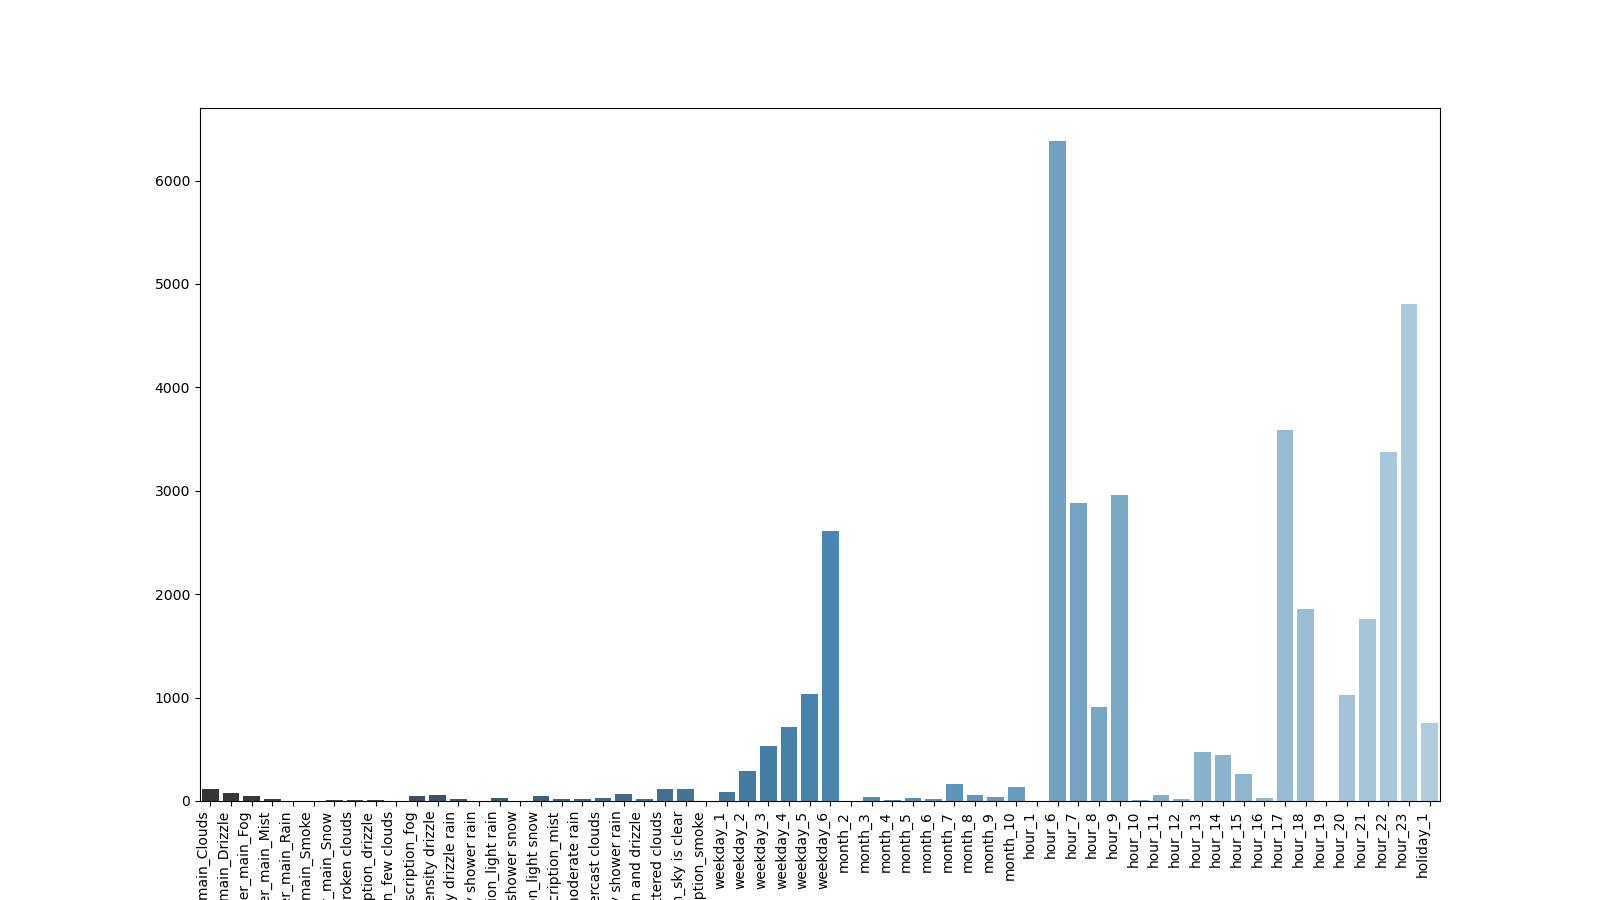 6000
5000
4000
3000
2000
1000
0
main_Clouds
main_Drizzle
er_main_Fog
er_main_Mist
er_main_Rain
main_Smoke
_main_Snow
roken clouds
ption_drizzle
n_few clouds
scription_fog
ensity drizzle
y drizzle rain
shower rain
ion_light rain
shower snow
n_light snow
cription_mist
noderate rain
ercast clouds
y shower rain
n and drizzle
ttered clouds
n_sky is clear
ption_smoke
weekday_1
weekday_2
weekday_3
weekday_4
weekday_5
weekday_6
month_2
month_3
month_4
month_5
month_6
month_7
month_8
month_9
month_10
hour_1
hour_6
hour_7
hour_8
hour_9
hour_10
hour_11
hour_12
hour_13
hour_14
hour_15
hour_16
hour_17
hour_18
hour_19
hour_20
hour_21
hour_22
hour_23
holiday_1